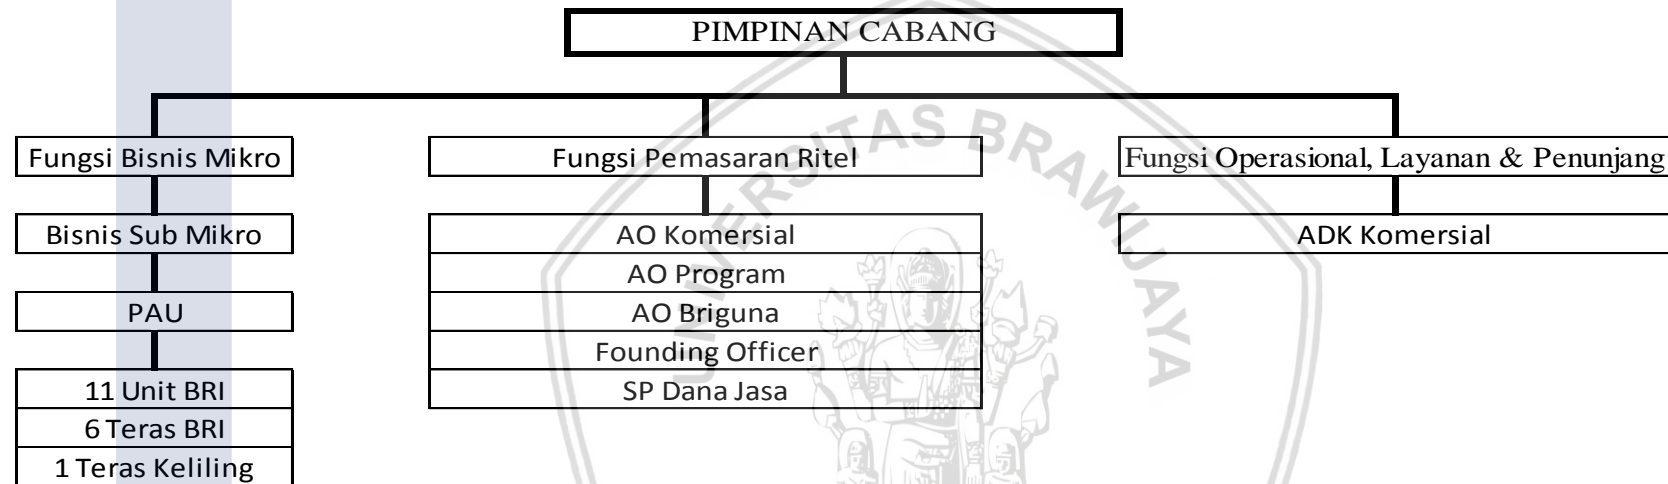 PIMPINAN CABANG
Fungsi Bisnis Mikro
Fungsi Pemasaran Ritel
Fungsi Operasional, Layanan & Penunjang
Bisnis Sub Mikro
AO Komersial
ADK Komersial
AO Program
PAU
AO Briguna
Founding Officer
11 Unit BRI
SP Dana Jasa
6 Teras BRI
1 Teras Keliling
UNIVERSITAS BRAWIJAYA